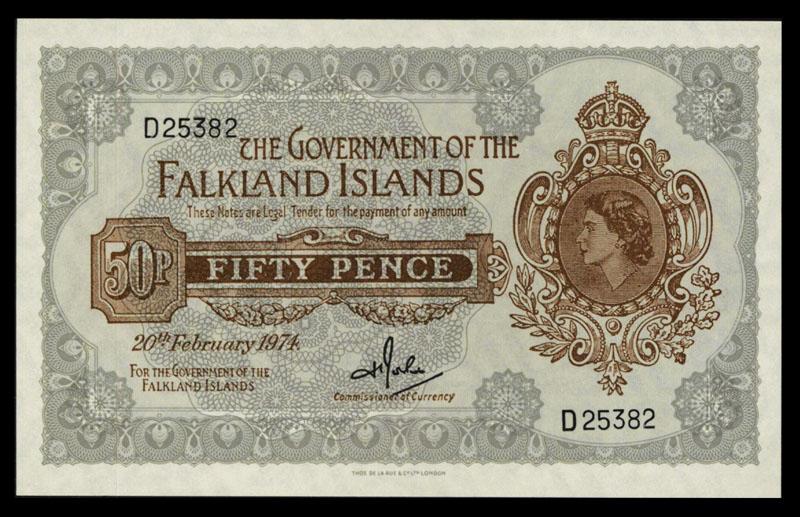 D25382
THE GOVERNMENT OF THE
FALKLAND ISLANDS
These Notes are Legal Tender for the payment of any amount
50P
FIFTY PENCE
20th February 1974.
FOR THE GOVERNMENT OF THE
FALKLAND ISLANDS
Commissioner of Currency
D25382
THOS. DE LA RUE & Co LTD LONDON